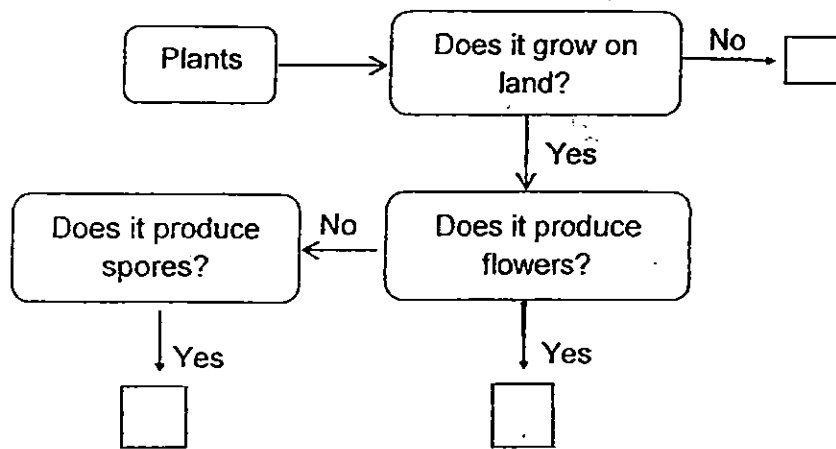 Plants
Does it grow on
land?
No
Yes
Does it produce
spores?
No
Does it produce
flowers?
Yes
Yes